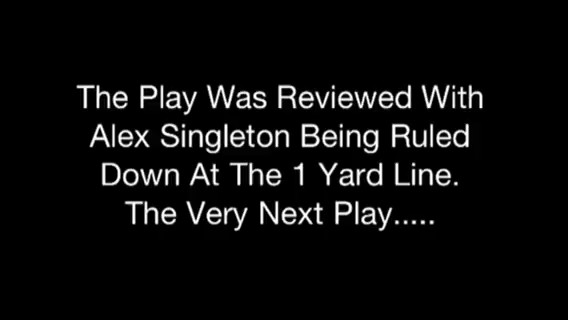 The Play Was Reviewed With
Alex Singleton Being Ruled
Down At The 1 Yard Line.
The Very Next Play.....